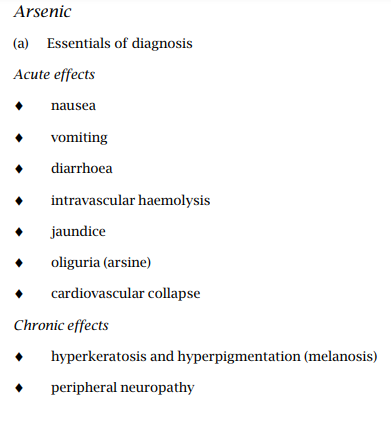 Arsenic
(a) Essentials of diagnosis
Acute effects
♦ nausea
♦ vomiting
♦ diarrhoea
♦ intravascular haemolysis
♦ jaundice
♦ oliguria (arsine)
♦ cardiovascular collapse
Chronic effects
♦ hyperkeratosis and hyperpigmentation (melanosis)
♦ peripheral neuropathy